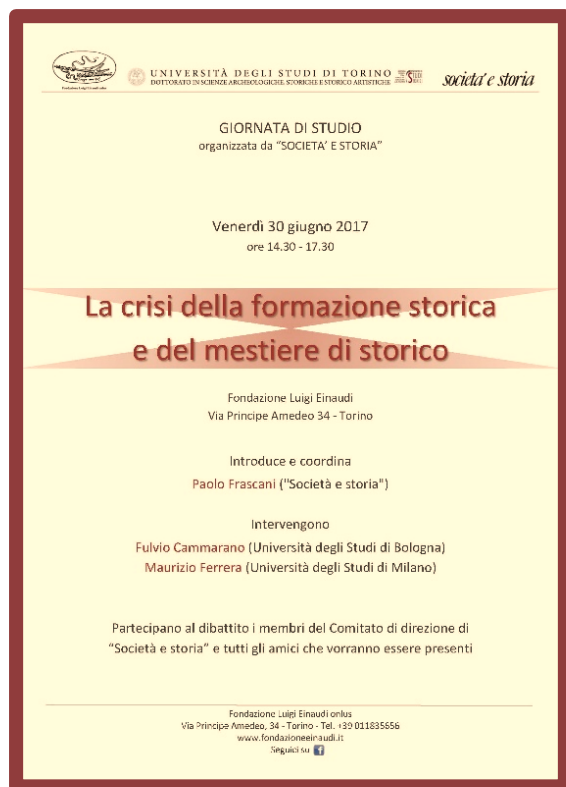 Fondazione Luigi Einaudi onlus
UNIVERSITÀ DEGLI STUDI DI TORINO
DOTTORATO IN SCIENZE ARCHEOLOGICHE, STORICHE E STORICO ARTISTICHE
societa' e storia
GIORNATA DI STUDIO
organizzata da “SOCIETA’ E STORIA”
Venerdì 30 giugno 2017
ore 14.30 - 17.30
La crisi della formazione storica
e del mestiere di storico
Fondazione Luigi Einaudi
Via Principe Amedeo 34 - Torino
Introduce e coordina
Paolo Frascani ("Società e storia")
Intervengono
Fulvio Cammarano (Università degli Studi di Bologna)
Maurizio Ferrera (Università degli Studi di Milano)
Partecipano al dibattito i membri del Comitato di direzione di
“Società e storia” e tutti gli amici che vorranno essere presenti
Fondazione Luigi Einaudi onlus
Via Principe Amedeo, 34 - Torino - Tel. +39 011835656
www.fondazioneeinaudi.it
Seguici su f